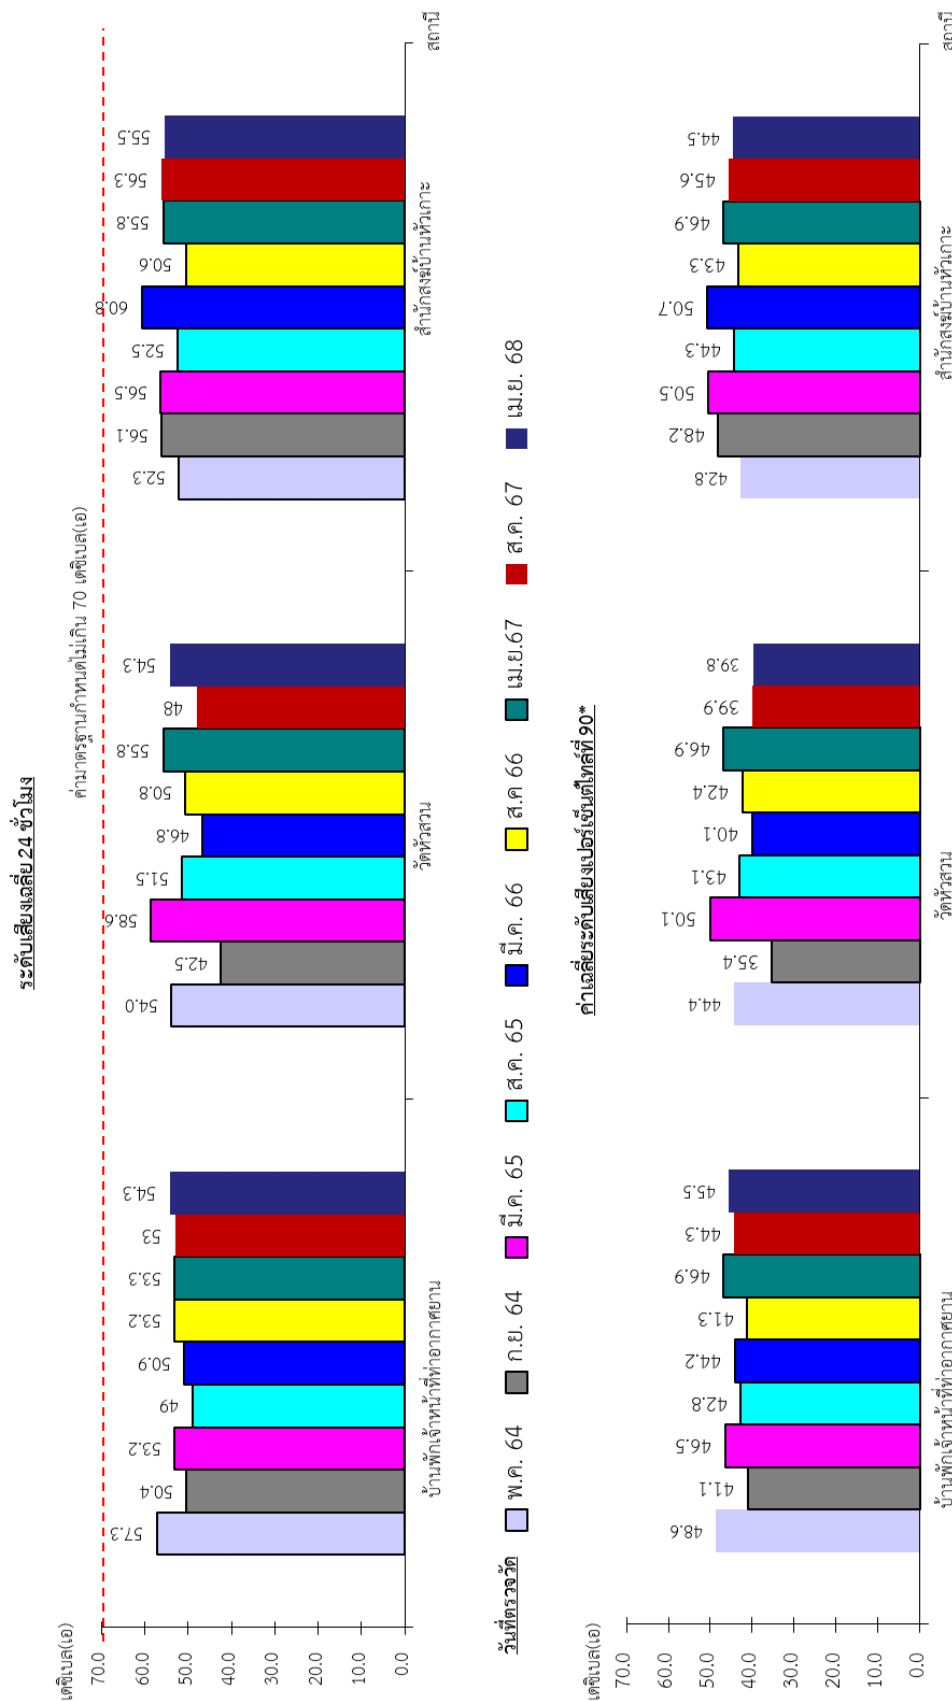 ระดับเสียงเฉลี่ย 24 ชั่วโมง
เดซิเบล(เอ)
ค่ามาตรฐานกำหนดไม่เกิน 70 เดซิเบล(เอ)
70.0
60.0
50.0
40.0
30.0
20.0
10.0
0.0
57.3 50.4 53.2 49 50.9 53.2 53.3 53 54.3
54.0 42.5 58.6 51.5 46.8 50.8 55.8 48 54.3
52.3 56.1 56.5 52.5 60.8 50.6 55.8 56.3 55.5
บ้านพักเจ้าหน้าที่ท่าอากาศยาน วัดหัวสวน สำนักสงฆ์บ้านหัวเกาะ สถานี
วันที่ตรวจวัด พ.ค. 64 ก.ย. 64 มี.ค. 65 ส.ค. 65 มี.ค. 66 ส.ค 66 เม.ย.67 ส.ค. 67 เม.ย. 68
ค่าเฉลี่ยระดับเสียงเปอร์เซ็นต์ไทล์ที่ 90*
เดซิเบล(เอ)
70.0
60.0
50.0
40.0
30.0
20.0
10.0
0.0
48.6 41.1 46.5 42.8 44.2 41.3 46.9 44.3 45.5
44.4 35.4 50.1 43.1 40.1 42.4 46.9 39.9 39.8
42.8 48.2 50.5 44.3 50.7 43.3 46.9 45.6 44.5
บ้านพักเจ้าหน้าที่ท่าอากาศยาน วัดหัวสวน สำนักสงฆ์บ้านหัวเกาะ สถานี